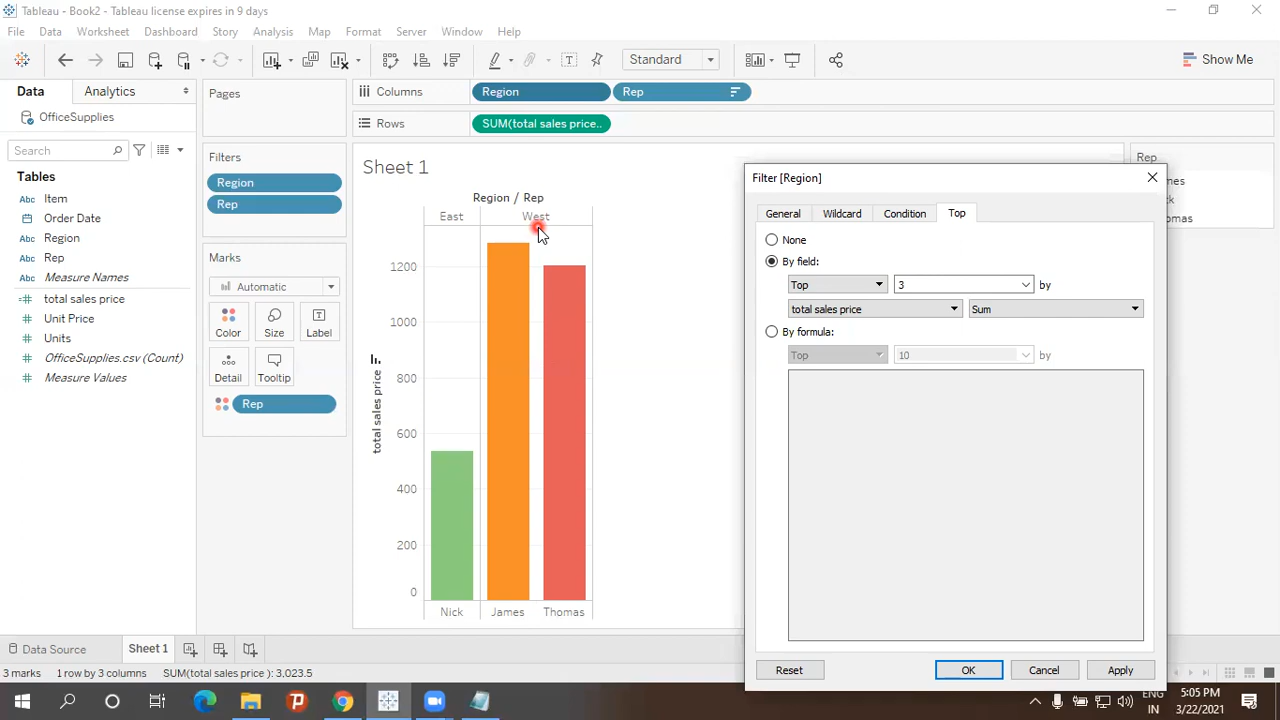 Tableau - Book2 - Tableau license expires in 9 days
File Data Worksheet Dashboard Story Analysis Map Format Server Window Help
Standard
Show Me
Data Analytics
OfficeSupplies
Search
Tables
Abc Item
Order Date
Abc Region
Abc Rep
Abc Measure Names
total sales price
Unit Price
Units
OfficeSupplies.csv (Count)
Measure Values
Pages
Filters
Region
Rep
Marks
Automatic
Color Size Label
Detail Tooltip
Rep
Columns Region Rep
Rows SUM(total sales price..
Sheet 1
Region / Rep
East West
1200
1000
800
600
400
200
0
total sales price
Nick James Thomas
Rep
mes
ck
omas
Filter [Region]
General Wildcard Condition Top
None
By field:
Top 3 by
total sales price Sum
By formula:
Top 10 by
Reset OK Cancel Apply
Data Source Sheet 1
3 marks 1 row by 3 columns SUM(total sales price ): 3,023.5
ENG
IN
5:05 PM
3/22/2021